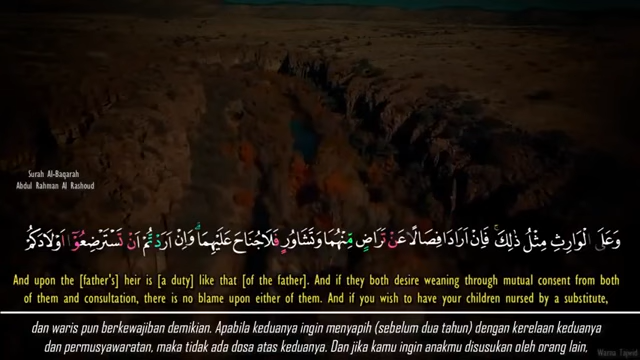 Surah Al-Baqarah
Abdul Rahman Al Rashoud
وَعَلَى الْوَارِثِ مِثْلُ ذَٰلِكَ ۗ فَاِنْ اَرَادَا فِصَالًا عَنْ تَرَاضٍ مِّنْهُمَا وَتَشَاوُرٍ فَلَا جُنَاحَ عَلَيْهِمَا ۗ وَاِنْ اَرَدْتُّمْ اَنْ تَسْتَرْضِعُوْٓا اَوْلَادَكُمْ
And upon the [father's] heir is [a duty] like that [of the father]. And if they both desire weaning through mutual consent from both
of them and consultation, there is no blame upon either of them. And if you wish to have your children nursed by a substitute,
dan waris pun berkewajiban demikian. Apabila keduanya ingin menyapih (sebelum dua tahun) dengan kerelaan keduanya
dan permusyawaratan, maka tidak ada dosa atas keduanya. Dan jika kamu ingin anakmu disusukan oleh orang lain,